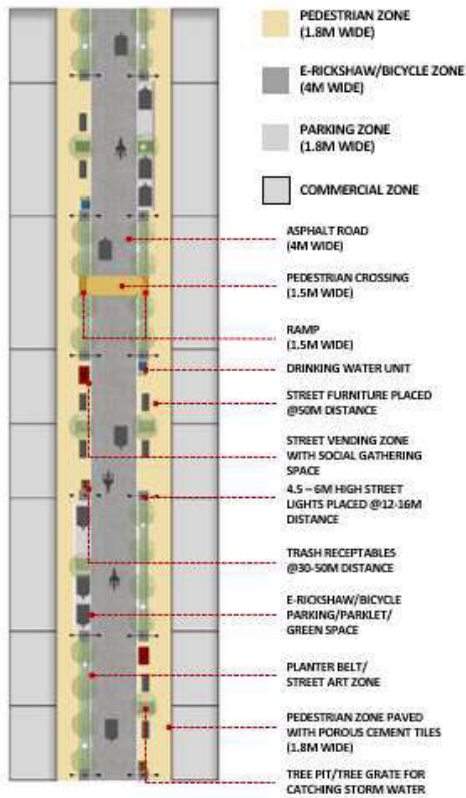 PEDESTRIAN ZONE
(1.8M WIDE)
E-RICKSHAW/BICYCLE ZONE
(4M WIDE)
PARKING ZONE
(1.8M WIDE)
COMMERCIAL ZONE
ASPHALT ROAD
(4M WIDE)
PEDESTRIAN CROSSING
(1.5M WIDE)
RAMP
(1.5M WIDE)
DRINKING WATER UNIT
STREET FURNITURE PLACED
@50M DISTANCE
STREET VENDING ZONE
WITH SOCIAL GATHERING
SPACE
4.5 – 6M HIGH STREET
LIGHTS PLACED @12-16M
DISTANCE
TRASH RECEPTABLES
@30-50M DISTANCE
E-RICKSHAW/BICYCLE
PARKING/PARKLET/
GREEN SPACE
PLANTER BELT/
STREET ART ZONE
PEDESTRIAN ZONE PAVED
WITH POROUS CEMENT TILES
(1.8M WIDE)
TREE PIT/TREE GRATE FOR
CATCHING STORM WATER